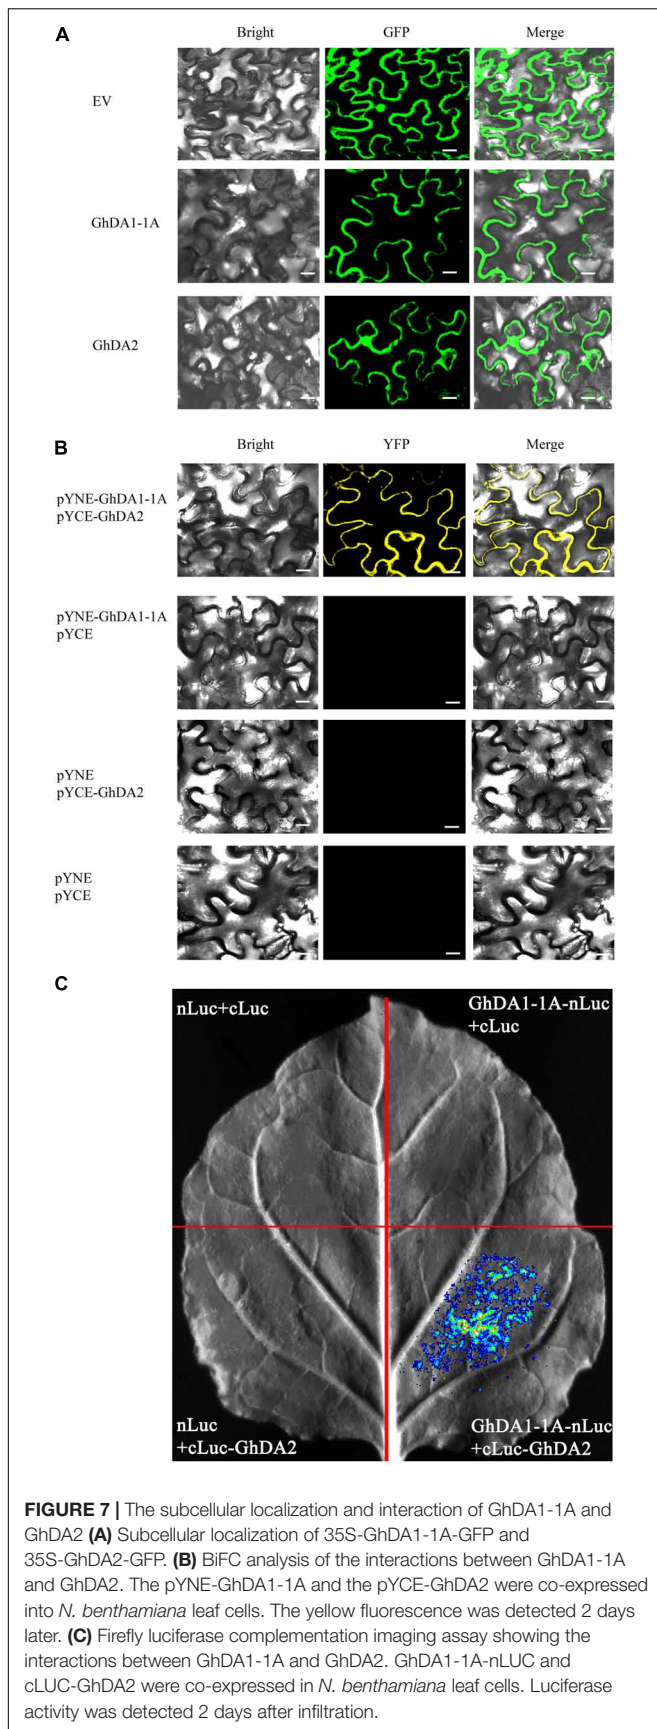 A
Bright GFP Merge
EV
GhDA1-1A
GhDA2
B
Bright YFP Merge
pYNE-GhDA1-1A
pYCE-GhDA2
pYNE-GhDA1-1A
pYCE
pYNE
pYCE-GhDA2
pYNE
pYCE
C
nLuc+cLuc
GhDA1-1A-nLuc
+cLuc
nLuc
+cLuc-GhDA2
GhDA1-1A-nLuc
+cLuc-GhDA2
FIGURE 7 | The subcellular localization and interaction of GhDA1-1A and
GhDA2 (A) Subcellular localization of 35S-GhDA1-1A-GFP and
35S-GhDA2-GFP. (B) BiFC analysis of the interactions between GhDA1-1A
and GhDA2. The pYNE-GhDA1-1A and the pYCE-GhDA2 were co-expressed
into N. benthamiana leaf cells. The yellow fluorescence was detected 2 days
later. (C) Firefly luciferase complementation imaging assay showing the
interactions between GhDA1-1A and GhDA2. GhDA1-1A-nLUC and
cLUC-GhDA2 were co-expressed in N. benthamiana leaf cells. Luciferase
activity was detected 2 days after infiltration.